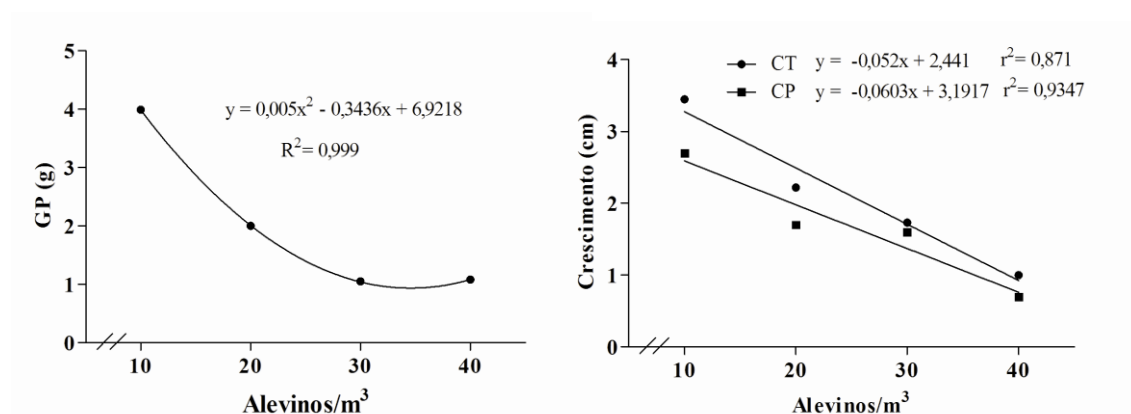 5
4
3
2
1
0
GP (g)
y = 0,005x² - 0,3436x + 6,9218
R² = 0,999
10 20 30 40
Alevinos/m³
4
3
2
1
0
Crescimento (cm)
CT y = -0,052x + 2,441 r² = 0,871
CP y = -0,0603x + 3,1917 r² = 0,9347
10 20 30 40
Alevinos/m³